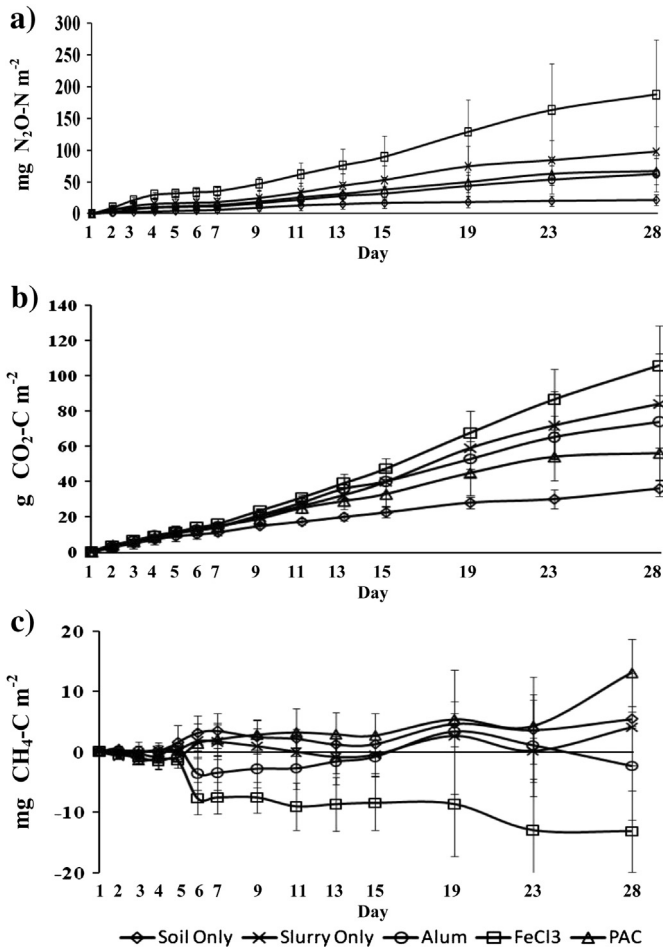 a)
mg N₂O-N m⁻²
300
250
200
150
100
50
0
1 2 3 4 5 6 7 9 11 13 15 19 23 28
Day
b)
g CO₂-C m⁻²
140
120
100
80
60
40
20
0
1 2 3 4 5 6 7 9 11 13 15 19 23 28
Day
c)
mg CH₄-C m⁻²
20
10
0
-10
-20
1 2 3 4 5 6 7 9 11 13 15 19 23 28
Day
Soil Only Slurry Only Alum FeCl3 PAC